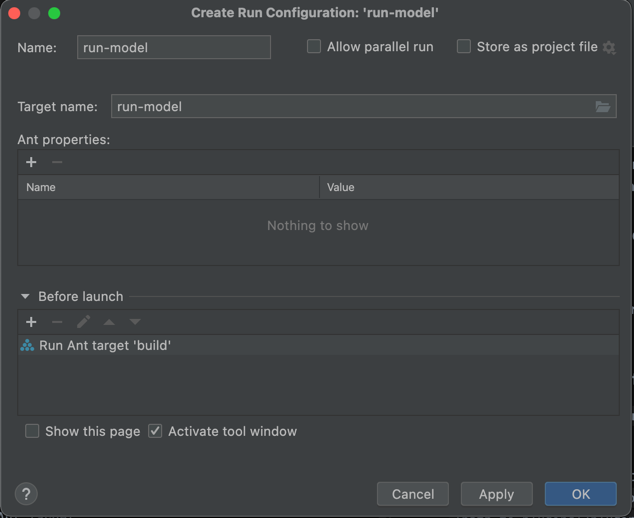 Create Run Configuration: 'run-model'
Name: run-model Allow parallel run Store as project file
Target name: run-model
Ant properties:
Name Value
Nothing to show
Before launch
Run Ant target 'build'
Show this page Activate tool window
? Cancel Apply OK